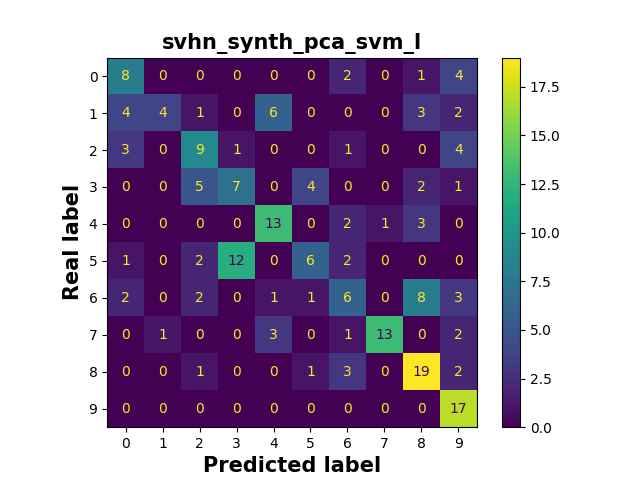 svhn_synth_pca_svm_l
0 8 0 0 0 0 0 2 0 1 4
1 4 4 1 0 6 0 0 0 3 2
2 3 0 9 1 0 0 1 0 0 4
3 0 0 5 7 0 4 0 0 2 1
4 0 0 0 0 13 0 2 1 3 0
5 1 0 2 12 0 6 2 0 0 0
6 2 0 2 0 1 1 6 0 8 3
7 0 1 0 0 3 0 1 13 0 2
8 0 0 1 0 0 1 3 0 19 2
9 0 0 0 0 0 0 0 0 0 17
0 1 2 3 4 5 6 7 8 9
Predicted label
Real label
17.5
15.0
12.5
10.0
7.5
5.0
2.5
0.0